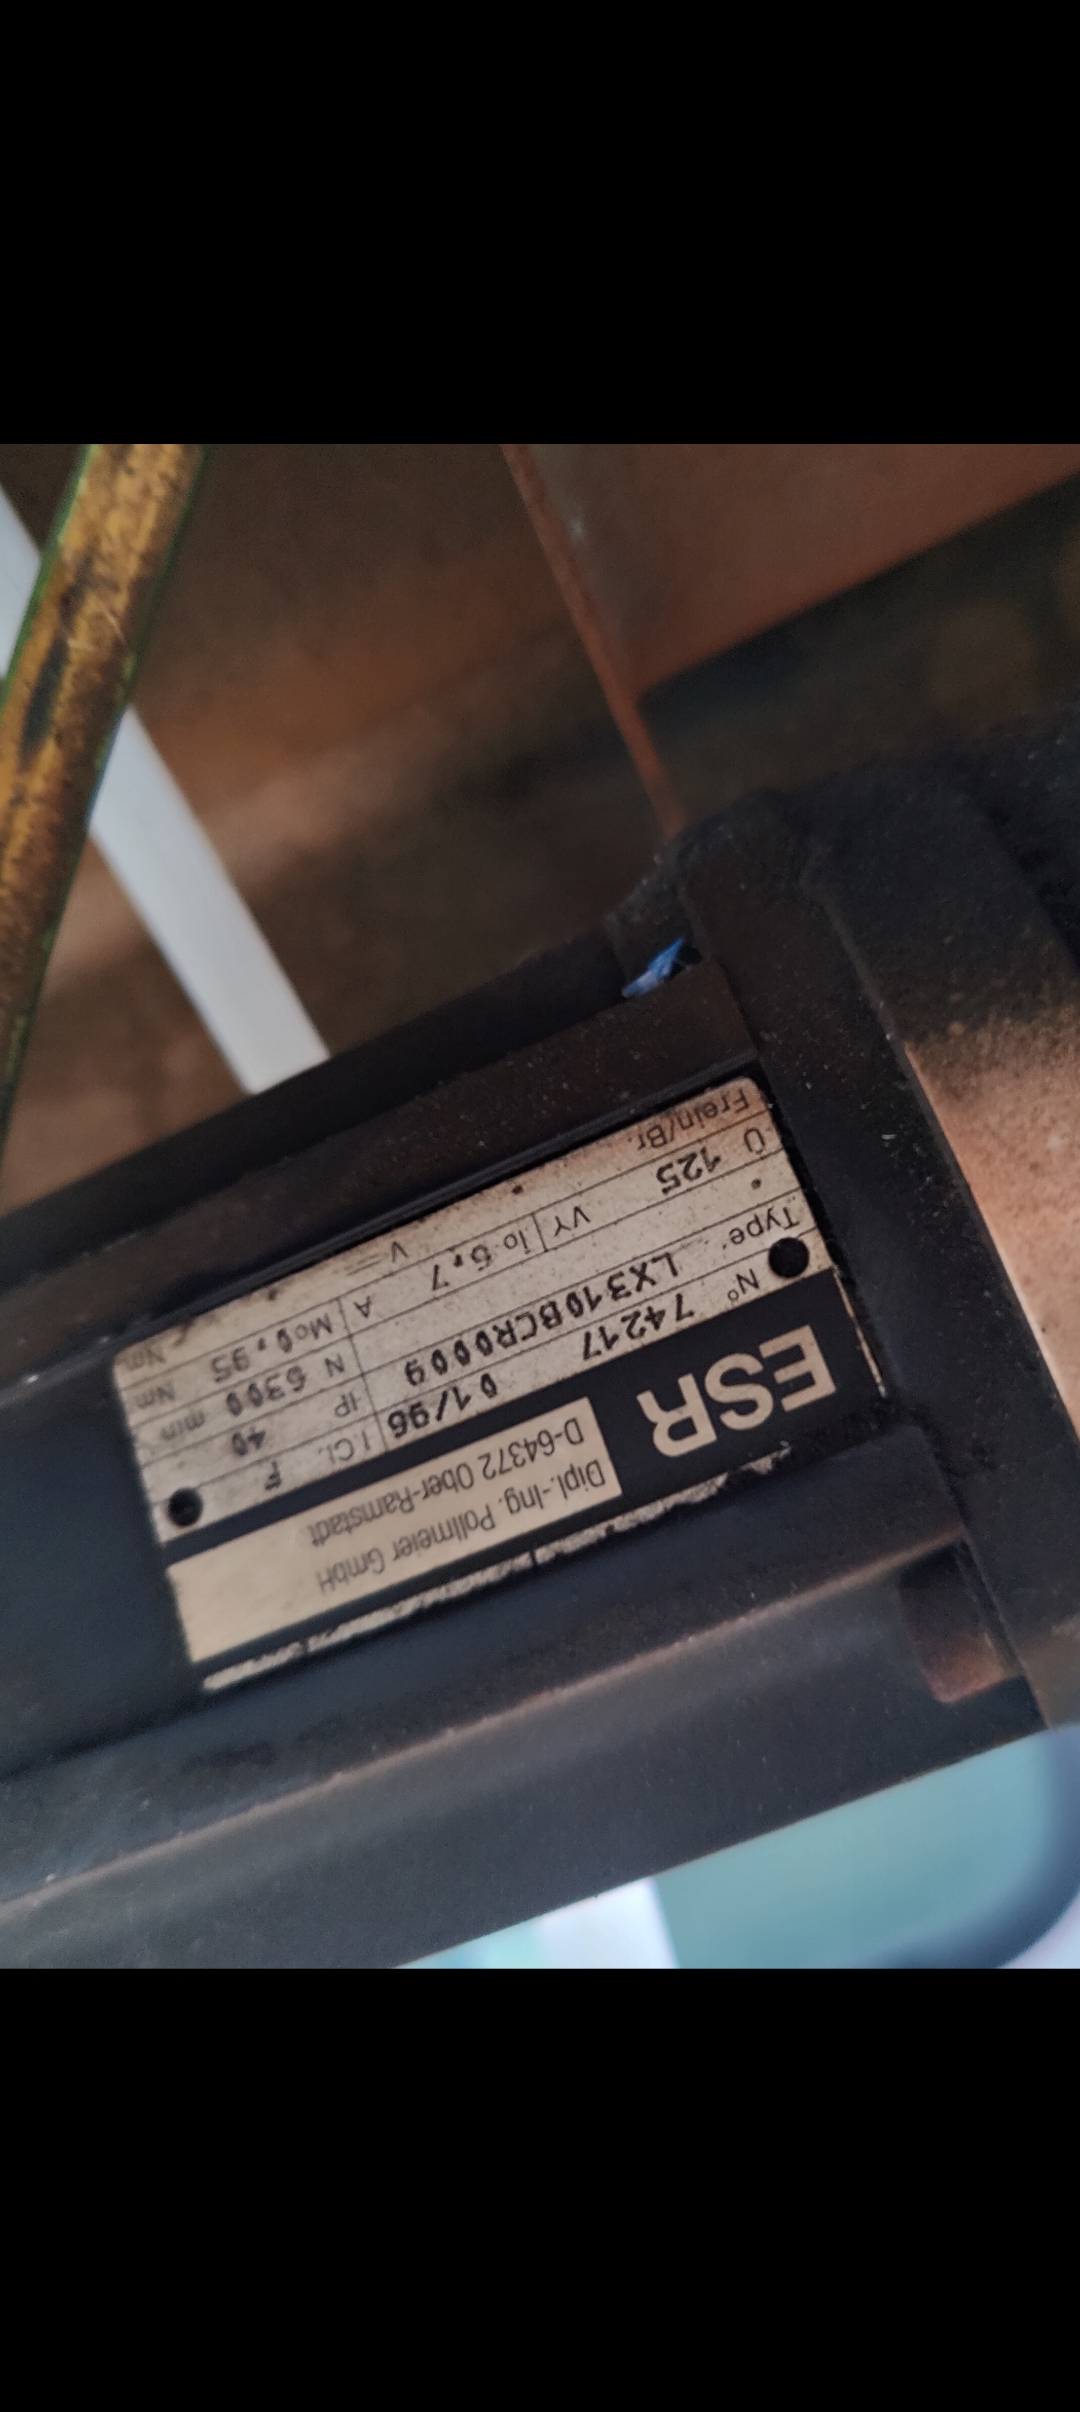 ESR
Dipl.-Ing. Pollmeier GmbH
D-64372 Ober-Ramstadt
N° 74217 01/96 I Cl. F
Type LX310BCR0009 IP 40
N 6300 min Nm
Û 125 VY Io 6,7 A Mo 0,95 Nm
Frein/Br. V